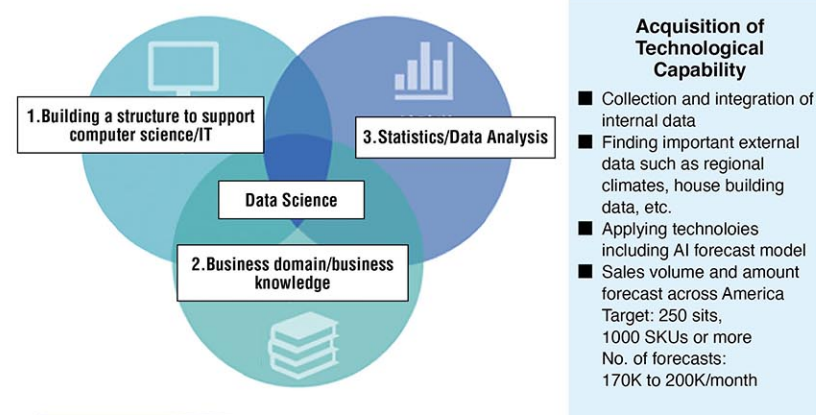 1.Building a structure to support
computer science/IT
3.Statistics/Data Analysis
Data Science
2.Business domain/business
knowledge
Acquisition of
Technological
Capability
■ Collection and integration of
internal data
■ Finding important external
data such as regional
climates, house building
data, etc.
■ Applying technoloies
including AI forecast model
■ Sales volume and amount
forecast across America
Target: 250 sits,
1000 SKUs or more
No. of forecasts:
170K to 200K/month